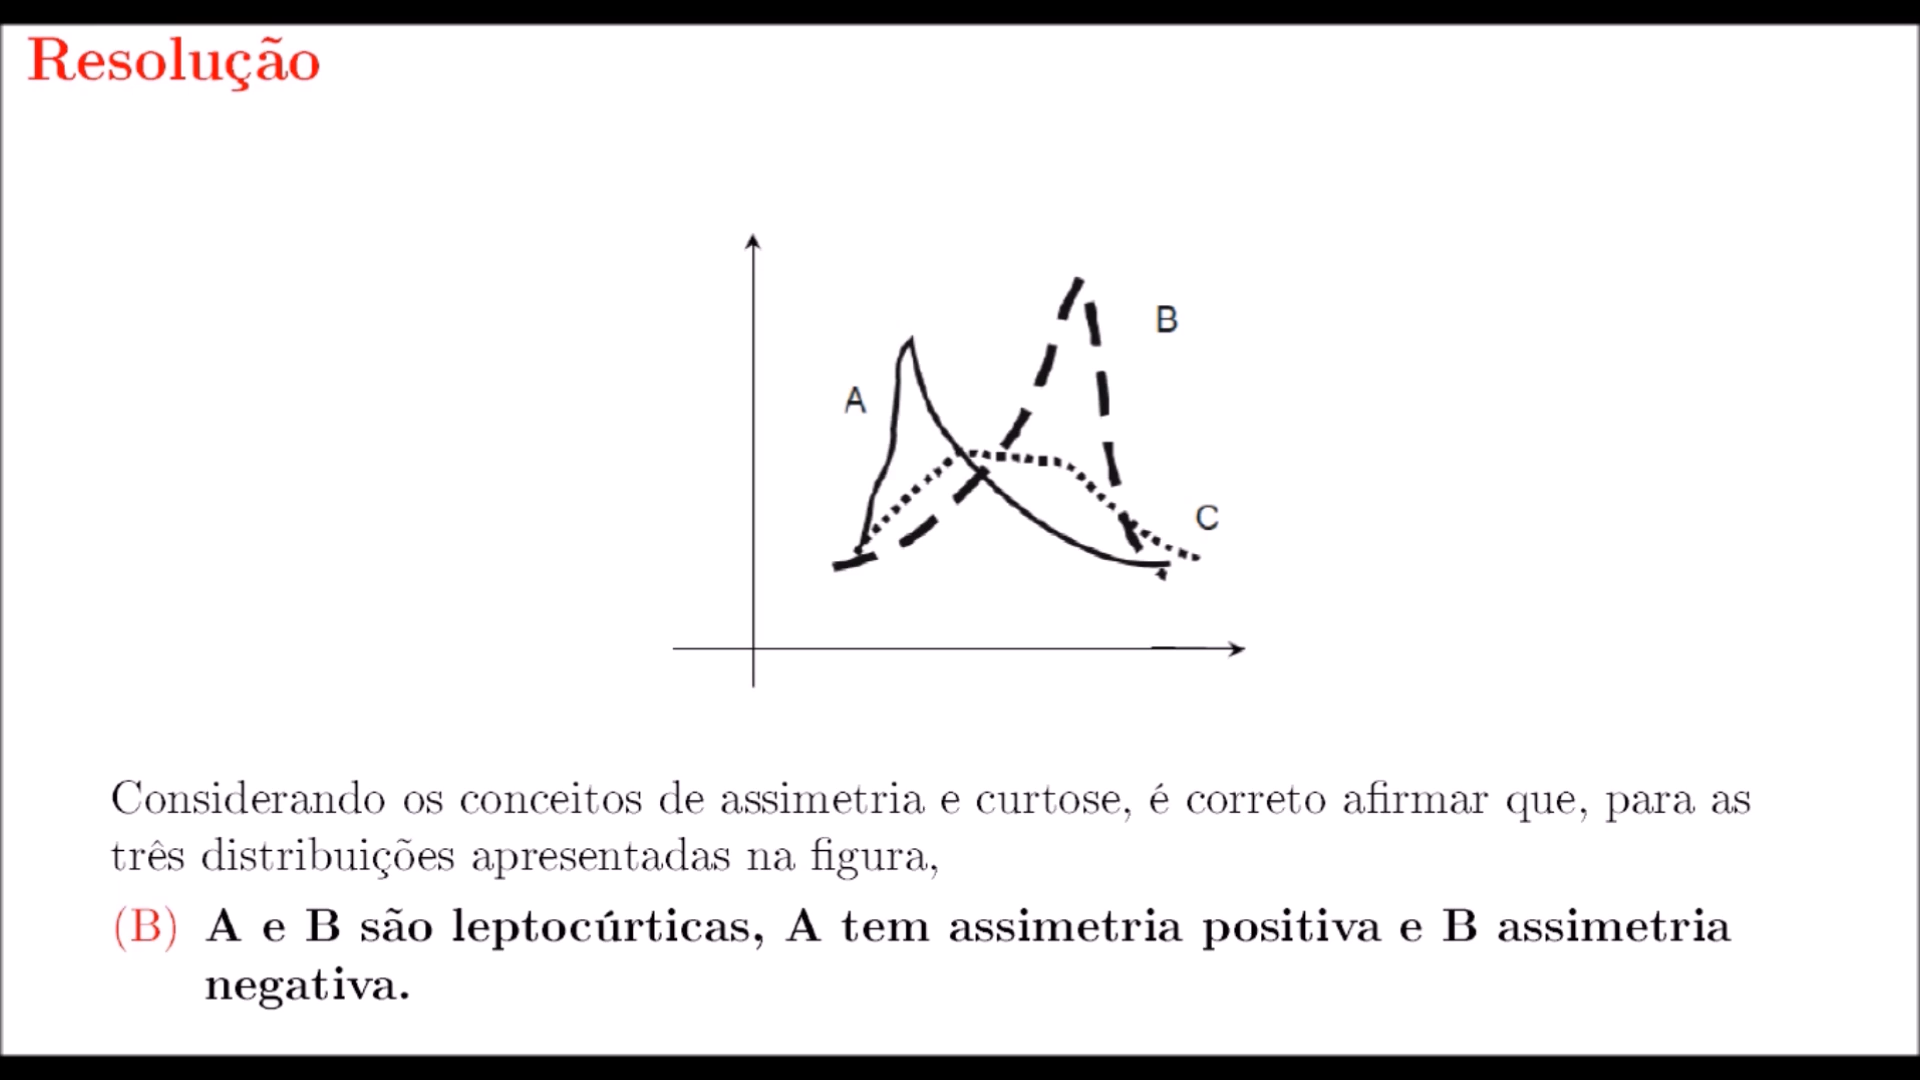 Resolução
B
A
C
Considerando os conceitos de assimetria e curtose, é correto afirmar que, para as
três distribuições apresentadas na figura,
(B) A e B são leptocúrticas, A tem assimetria positiva e B assimetria
negativa.